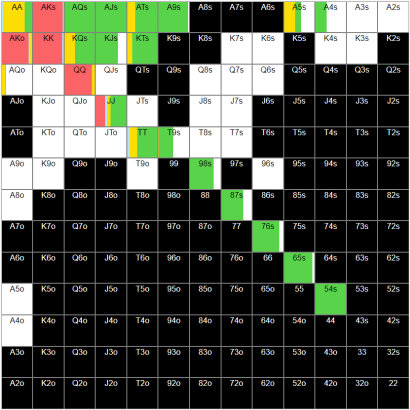 AA AKs AQs AJs ATs A9s A8s A7s A6s A5s A4s A3s A2s
AKo KK KQs KJs KTs K9s K8s K7s K6s K5s K4s K3s K2s
AQo KQo QQ QJs QTs Q9s Q8s Q7s Q6s Q5s Q4s Q3s Q2s
AJo KJo QJo JJ JTs J9s J8s J7s J6s J5s J4s J3s J2s
ATo KTo QTo JTo TT T9s T8s T7s T6s T5s T4s T3s T2s
A9o K9o Q9o J9o T9o 99 98s 97s 96s 95s 94s 93s 92s
A8o K8o Q8o J8o T8o 98o 88 87s 86s 85s 84s 83s 82s
A7o K7o Q7o J7o T7o 97o 87o 77 76s 75s 74s 73s 72s
A6o K6o Q6o J6o T6o 96o 86o 76o 66 65s 64s 63s 62s
A5o K5o Q5o J5o T5o 95o 85o 75o 65o 55 54s 53s 52s
A4o K4o Q4o J4o T4o 94o 84o 74o 64o 54o 44 43s 42s
A3o K3o Q3o J3o T3o 93o 83o 73o 63o 53o 43o 33 32s
A2o K2o Q2o J2o T2o 92o 82o 72o 62o 52o 42o 32o 22